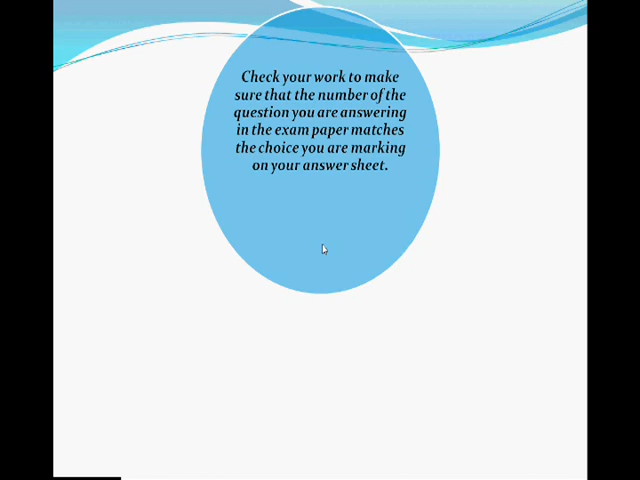 Check your work to make
sure that the number of the
question you are answering
in the exam paper matches
the choice you are marking
on your answer sheet.